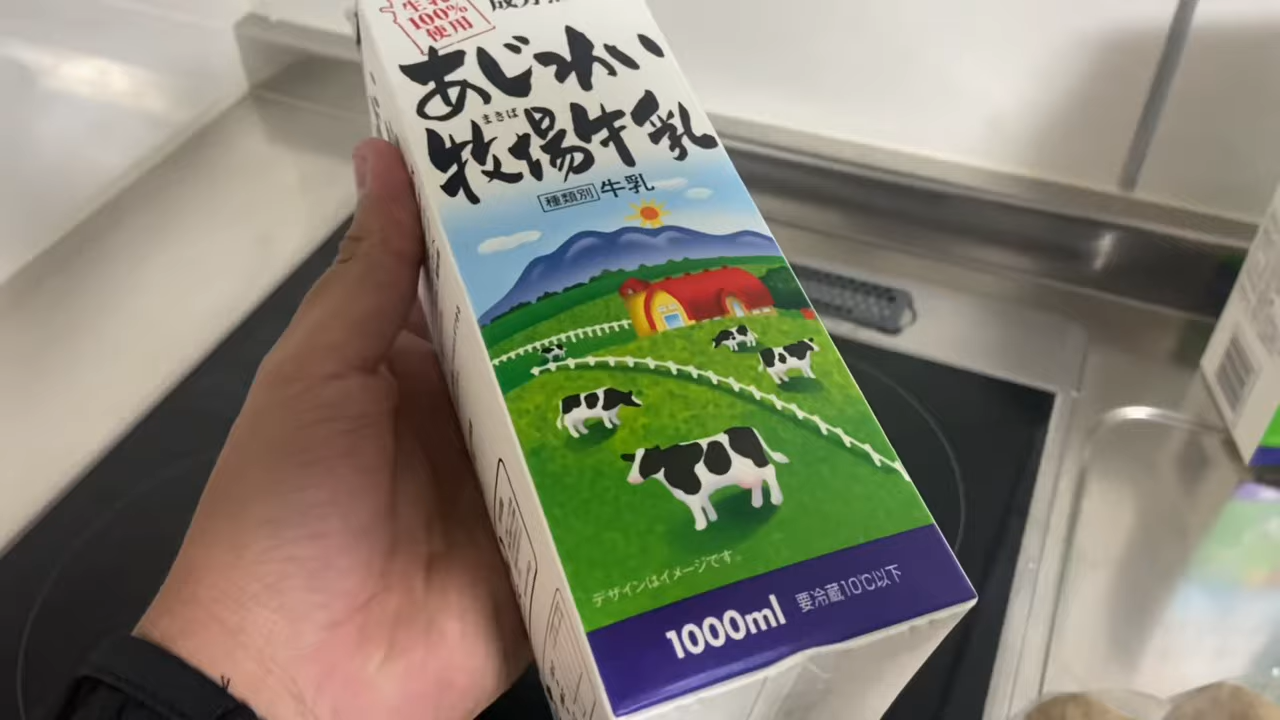 生乳
100%
使用
成分
あじわい
まきば
牧場牛乳
種類別 牛乳
デザインはイメージです。
1000ml 要冷蔵10℃以下